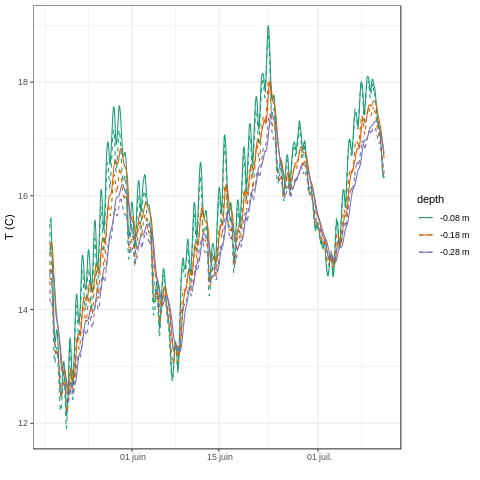 T (C)
18
16
14
12
01 juin
15 juin
01 juil.
depth
-0.08 m
-0.18 m
-0.28 m